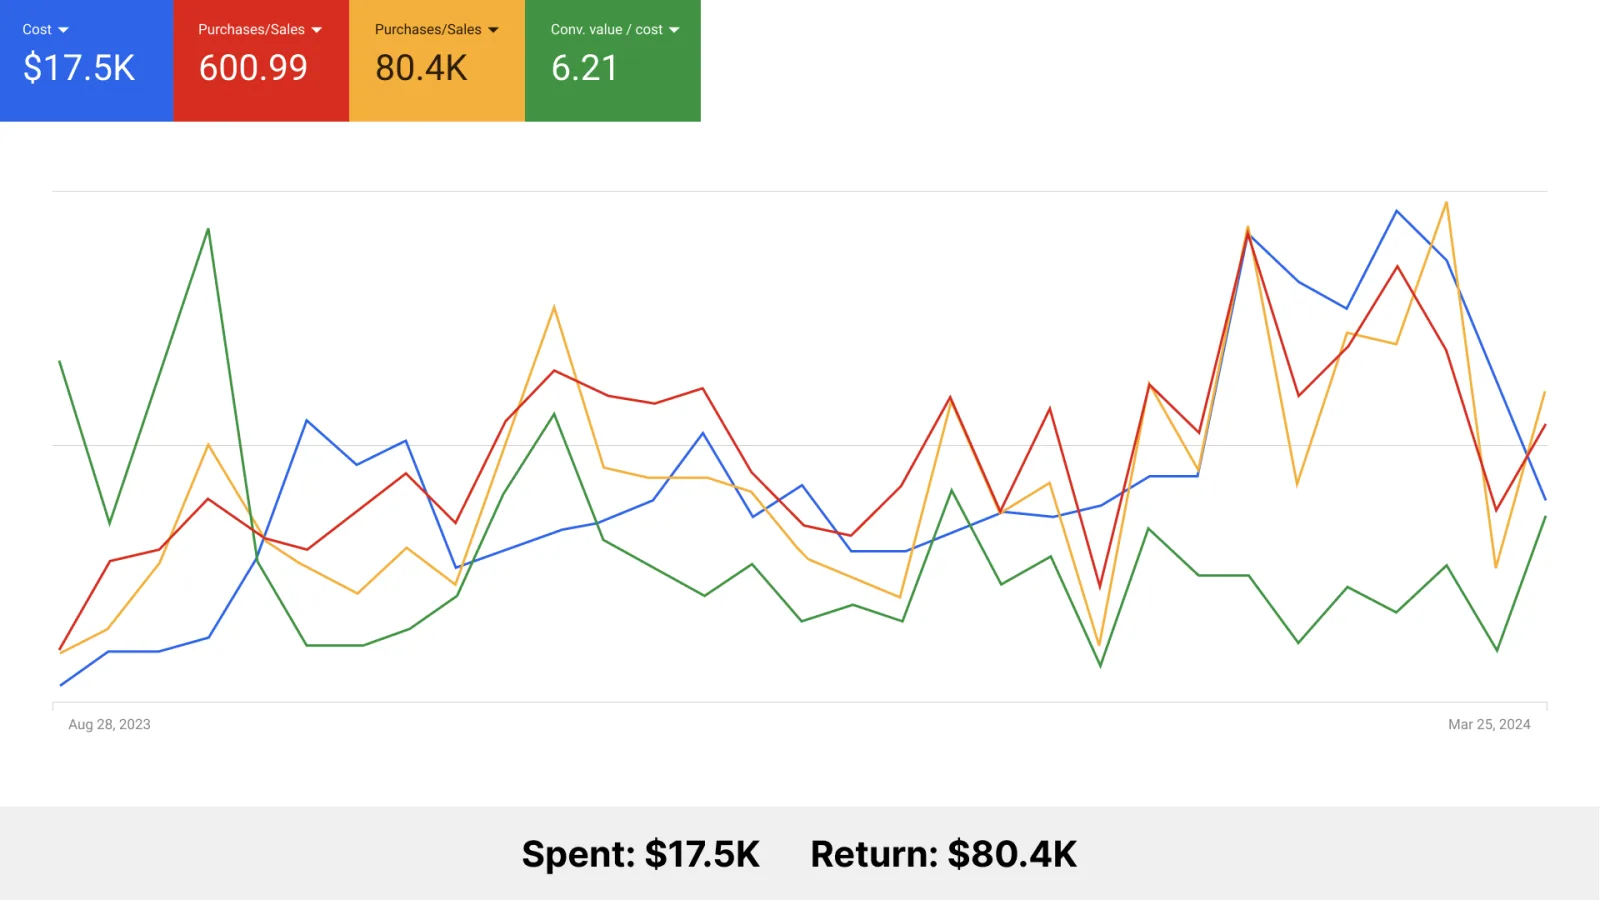 Cost
$17.5K
Purchases/Sales
600.99
Purchases/Sales
80.4K
Conv. value / cost
6.21
Aug 28, 2023
Mar 25, 2024
Spent: $17.5K Return: $80.4K